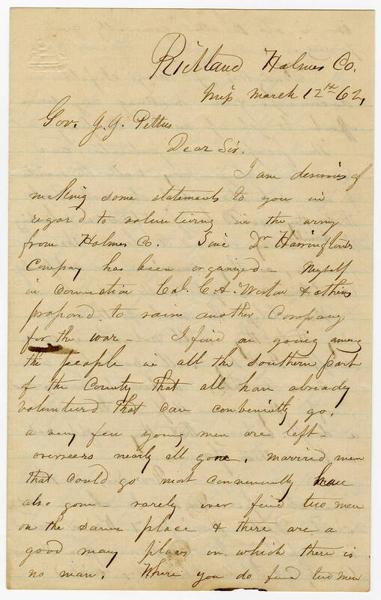 Richland Holmes Co.
Miss March 12th 62,
Gov. J. J. Pettus
Dear Sir.
I am desirous of
making some statements to you in
regard to volunteering in the army
from Holmes Co. Since Dr
Company has been organized - Myself
in connection Col. C. A. & others
propond to raise another Company
for the war - I find on going among
the people in all the southern part
of the County that all have already
volunteerd that can conveniently go.
a very few young men are left -
overseers nearly all gone. married men
that could go most conveniently have
also gone - rarely ever find two men
on the same place & there are a
good many places on which there is
no man. Where you do find two men